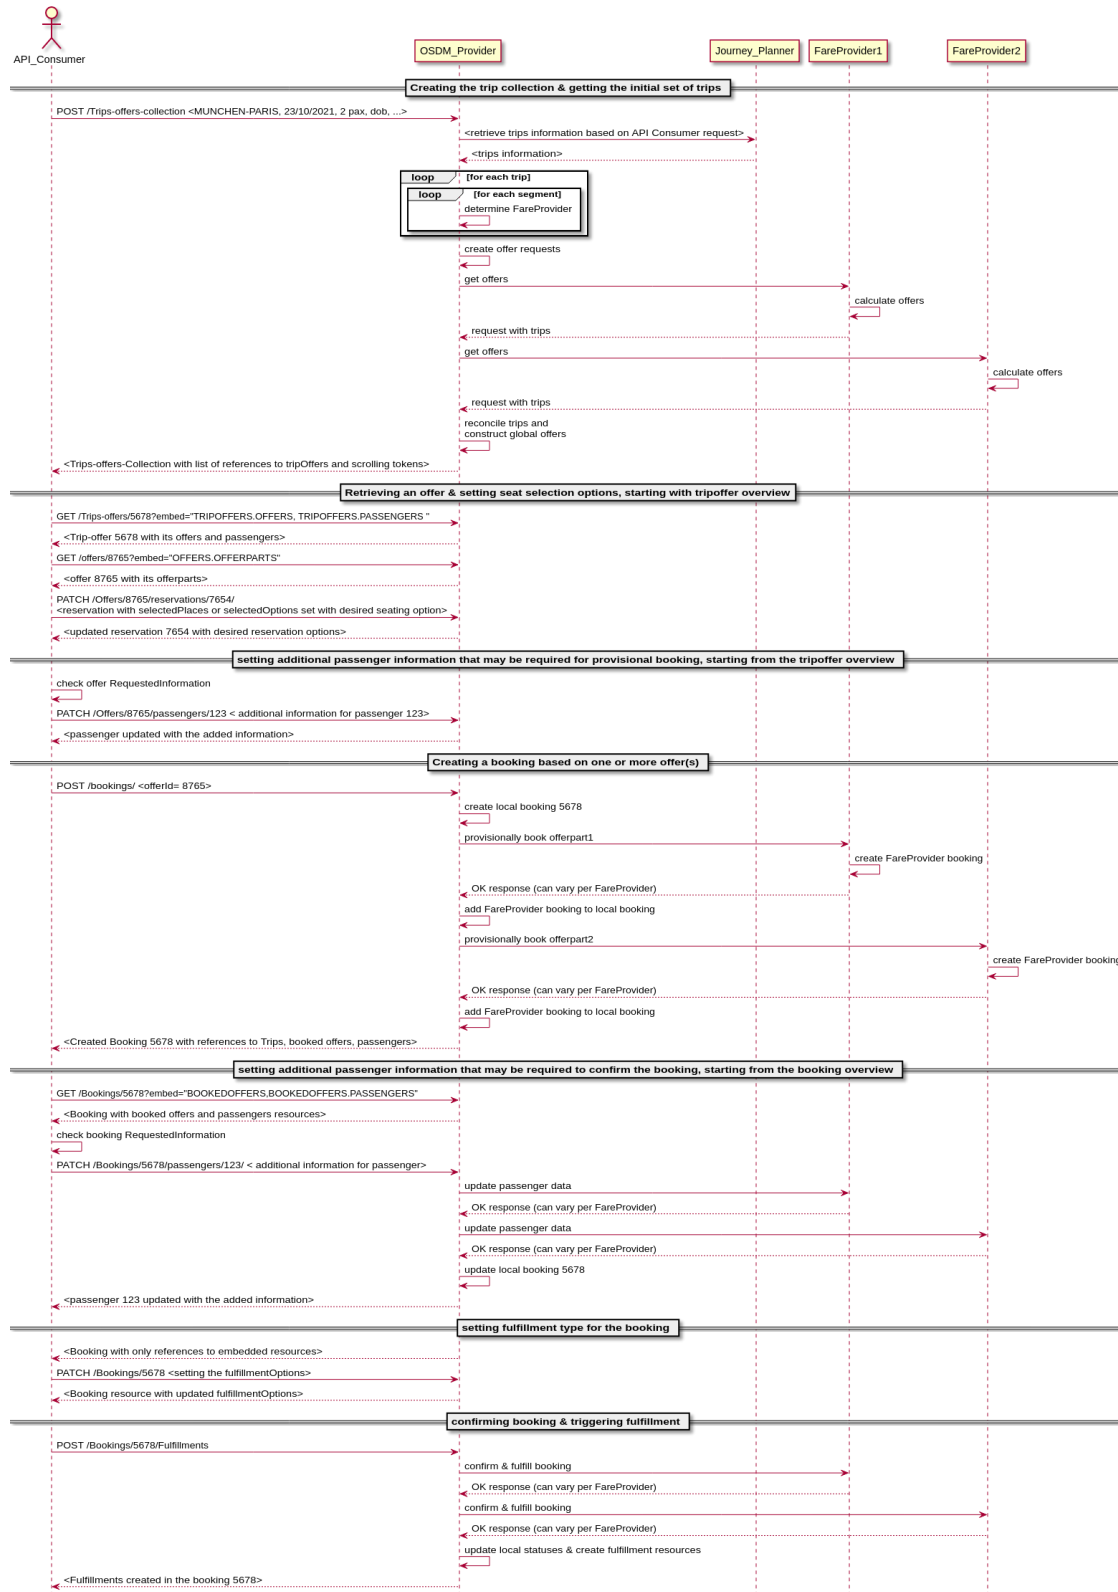 API_Consumer
OSDM_Provider
Journey_Planner
FareProvider1
FareProvider2
Creating the trip collection & getting the initial set of trips
POST /Trips-offers-collection <MUNCHEN-PARIS, 23/10/2021, 2 pax, dob, ...>
<retrieve trips information based on API Consumer request>
<trips information>
loop [for each trip]
loop [for each segment]
determine FareProvider
create offer requests
get offers
calculate offers
request with trips
get offers
calculate offers
request with trips
reconcile trips and
construct global offers
<Trips-offers-Collection with list of references to tripOffers and scrolling tokens>
Retrieving an offer & setting seat selection options, starting with tripoffer overview
GET /Trips-offers/5678?embed="TRIPOFFERS.OFFERS, TRIPOFFERS.PASSENGERS "
<Trip-offer 5678 with its offers and passengers>
GET /offers/8765?embed="OFFERS.OFFERPARTS"
<offer 8765 with its offerparts>
PATCH /Offers/8765/reservations/7654/
<reservation with selectedPlaces or selectedOptions set with desired seating option>
<updated reservation 7654 with desired reservation options>
setting additional passenger information that may be required for provisional booking, starting from the tripoffer overview
check offer RequestedInformation
PATCH /Offers/8765/passengers/123 < additional information for passenger 123>
<passenger updated with the added information>
Creating a booking based on one or more offer(s)
POST /bookings/ <offerId= 8765>
create local booking 5678
provisionally book offerpart1
create FareProvider booking
OK response (can vary per FareProvider)
add FareProvider booking to local booking
provisionally book offerpart2
create FareProvider booking
OK response (can vary per FareProvider)
add FareProvider booking to local booking
<Created Booking 5678 with references to Trips, booked offers, passengers>
setting additional passenger information that may be required to confirm the booking, starting from the booking overview
GET /Bookings/5678?embed="BOOKEDOFFERS,BOOKEDOFFERS.PASSENGERS"
<Booking with booked offers and passengers resources>
check booking RequestedInformation
PATCH /Bookings/5678/passengers/123/ < additional information for passenger>
update passenger data
OK response (can vary per FareProvider)
update passenger data
OK response (can vary per FareProvider)
update local booking 5678
<passenger 123 updated with the added information>
setting fulfillment type for the booking
<Booking with only references to embedded resources>
PATCH /Bookings/5678 <setting the fulfillmentOptions>
<Booking resource with updated fulfillmentOptions>
confirming booking & triggering fulfillment
POST /Bookings/5678/Fulfillments
confirm & fulfill booking
OK response (can vary per FareProvider)
confirm & fulfill booking
OK response (can vary per FareProvider)
update local statuses & create fulfillment resources
<Fulfillments created in the booking 5678>